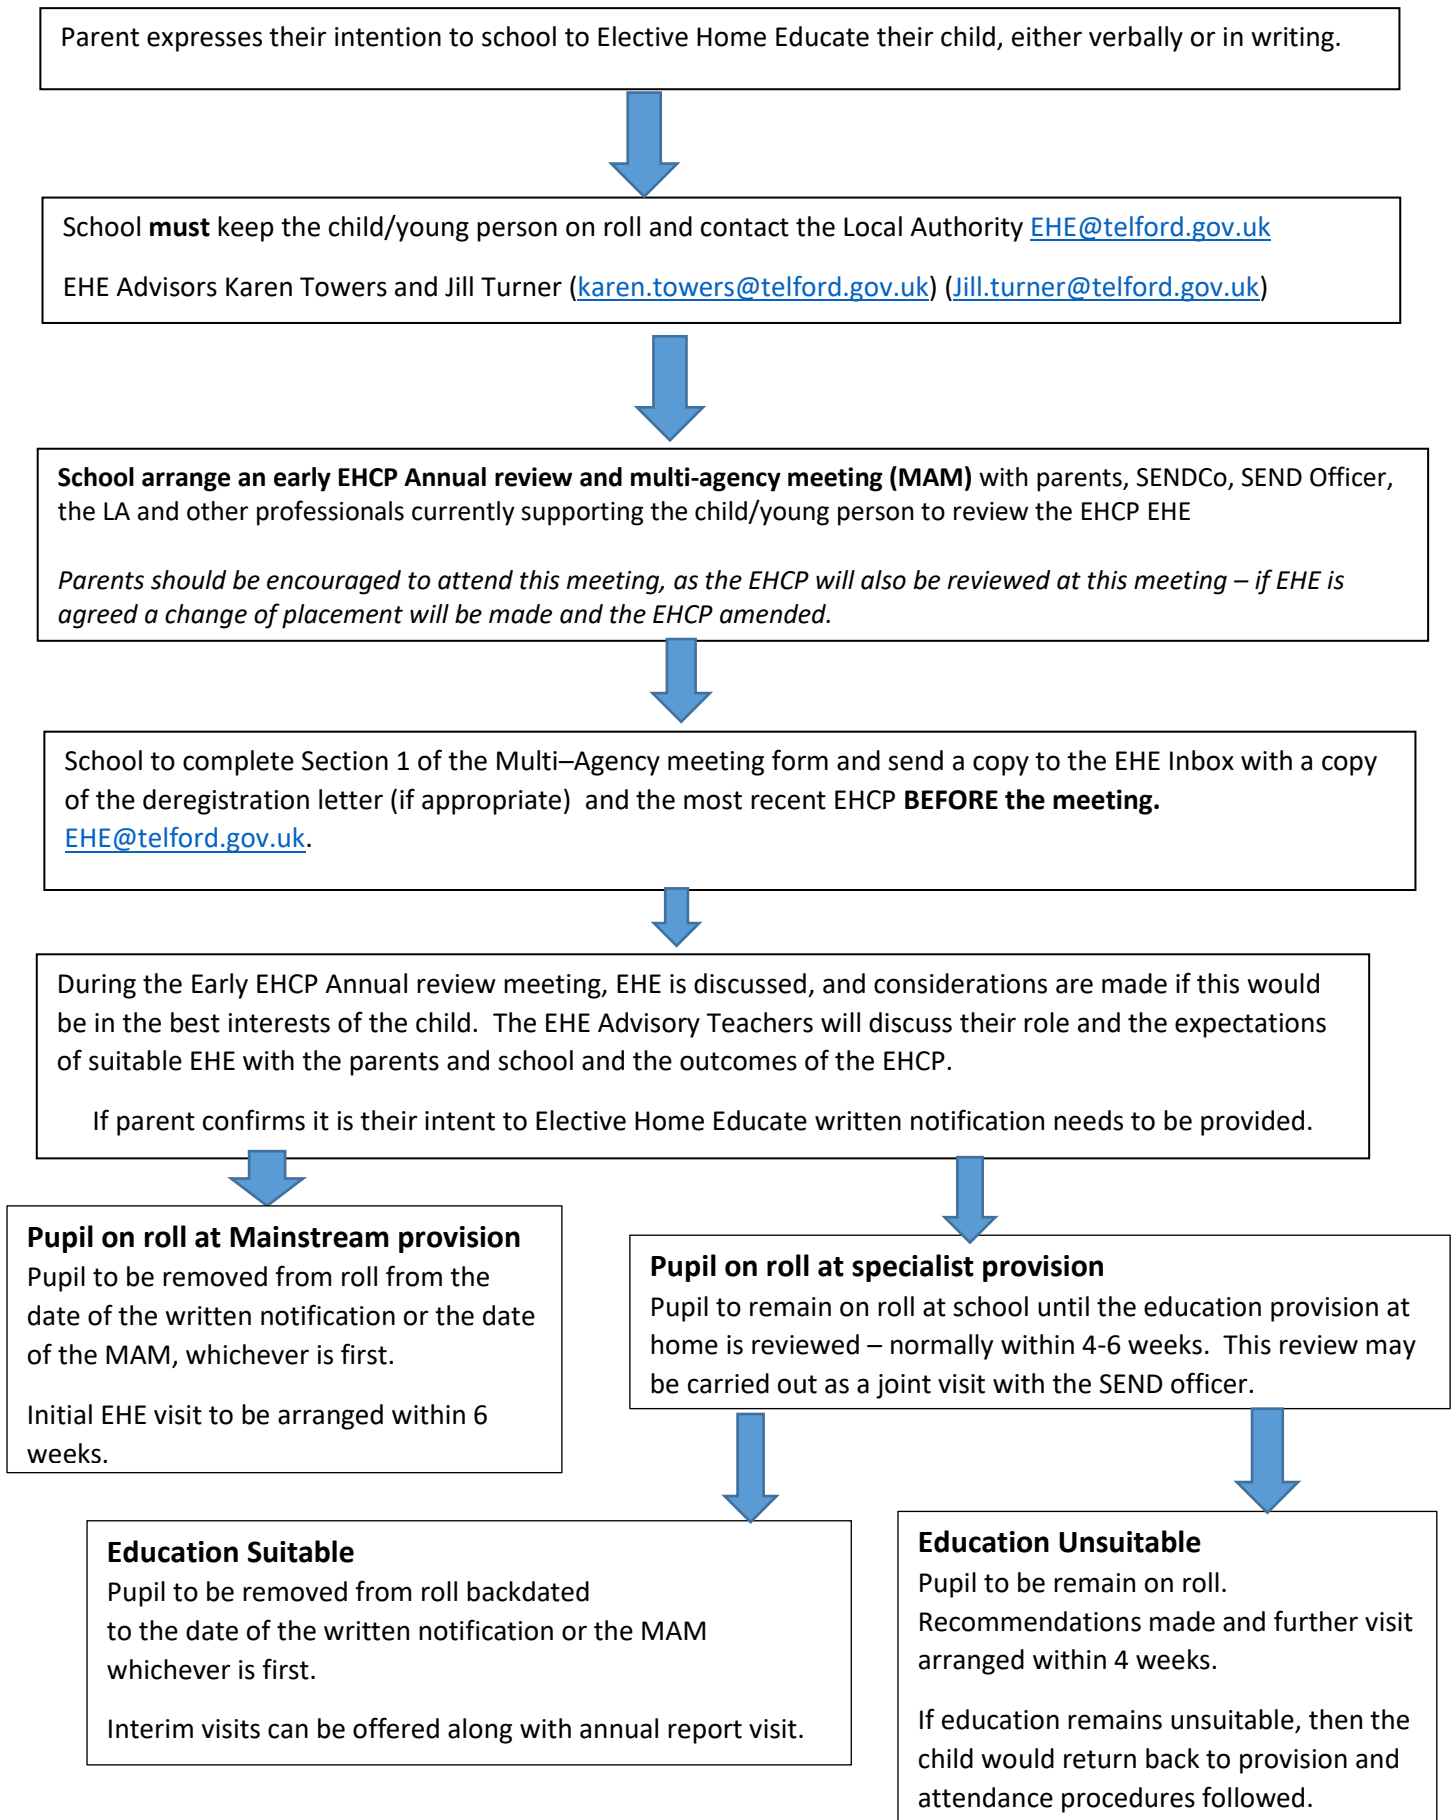 Parent expresses their intention to school to Elective Home Educate their child, either verbally or in writing.
School must keep the child/young person on roll and contact the Local Authority EHE@telford.gov.uk
EHE Advisors Karen Towers and Jill Turner (karen.towers@telford.gov.uk) (Jill.turner@telford.gov.uk)
School arrange an early EHCP Annual review and multi-agency meeting (MAM) with parents, SENDCo, SEND Officer,
the LA and other professionals currently supporting the child/young person to review the EHCP EHE
Parents should be encouraged to attend this meeting, as the EHCP will also be reviewed at this meeting – if EHE is
agreed a change of placement will be made and the EHCP amended.
School to complete Section 1 of the Multi–Agency meeting form and send a copy to the EHE Inbox with a copy
of the deregistration letter (if appropriate)  and the most recent EHCP BEFORE the meeting.
EHE@telford.gov.uk.
During the Early EHCP Annual review meeting, EHE is discussed, and considerations are made if this would
be in the best interests of the child.  The EHE Advisory Teachers will discuss their role and the expectations
of suitable EHE with the parents and school and the outcomes of the EHCP.
If parent confirms it is their intent to Elective Home Educate written notification needs to be provided.
Pupil on roll at Mainstream provision
Pupil to be removed from roll from the
date of the written notification or the date
of the MAM, whichever is first.
Initial EHE visit to be arranged within 6
weeks.
Pupil on roll at specialist provision
Pupil to remain on roll at school until the education provision at
home is reviewed – normally within 4-6 weeks.  This review may
be carried out as a joint visit with the SEND officer.
Education Suitable
Pupil to be removed from roll backdated
to the date of the written notification or the MAM
whichever is first.
Interim visits can be offered along with annual report visit.
Education Unsuitable
Pupil to be remain on roll.
Recommendations made and further visit
arranged within 4 weeks.
If education remains unsuitable, then the
child would return back to provision and
attendance procedures followed.